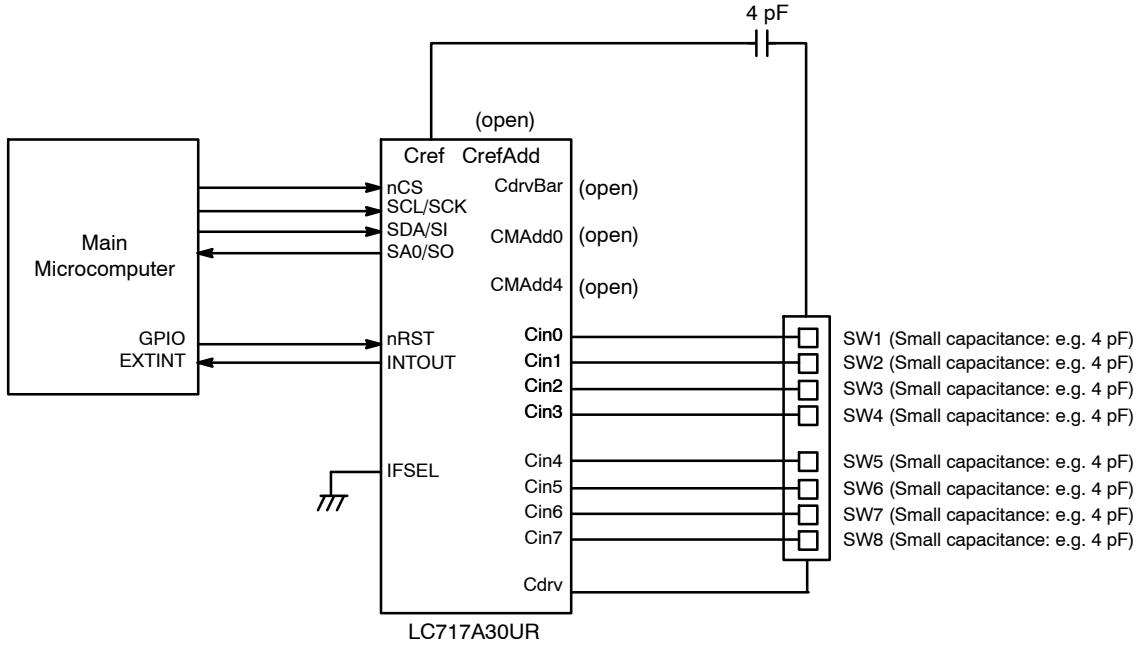 4 pF
(open)
Cref CrefAdd
nCS
CdrvBar (open)
SCL/SCK
SDA/SI
CMAdd0 (open)
Main
Microcomputer
SA0/SO
CMAdd4 (open)
GPIO
nRST
Cin0
SW1 (Small capacitance: e.g. 4 pF)
EXTINT
INTOUT
Cin1
SW2 (Small capacitance: e.g. 4 pF)
Cin2
SW3 (Small capacitance: e.g. 4 pF)
Cin3
SW4 (Small capacitance: e.g. 4 pF)
IFSEL
Cin4
SW5 (Small capacitance: e.g. 4 pF)
Cin5
SW6 (Small capacitance: e.g. 4 pF)
Cin6
SW7 (Small capacitance: e.g. 4 pF)
Cin7
SW8 (Small capacitance: e.g. 4 pF)
Cdrv
LC717A30UR